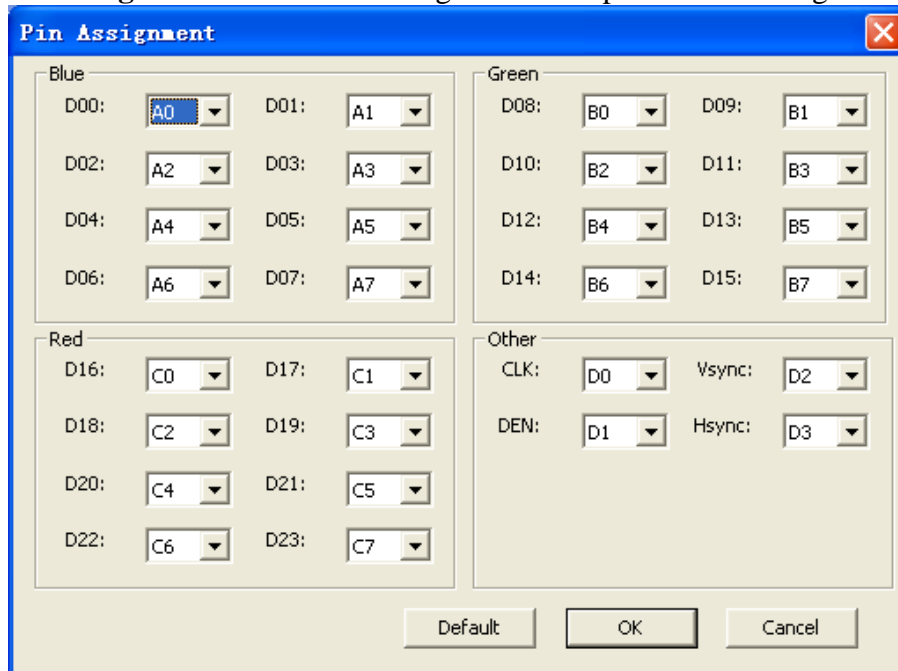 Pin Assignment
Blue
D00: A0 D01: A1
D02: A2 D03: A3
D04: A4 D05: A5
D06: A6 D07: A7
Green
D08: B0 D09: B1
D10: B2 D11: B3
D12: B4 D13: B5
D14: B6 D15: B7
Red
D16: C0 D17: C1
D18: C2 D19: C3
D20: C4 D21: C5
D22: C6 D23: C7
Other
CLK: D0 Vsync: D2
DEN: D1 Hsync: D3
Default OK Cancel